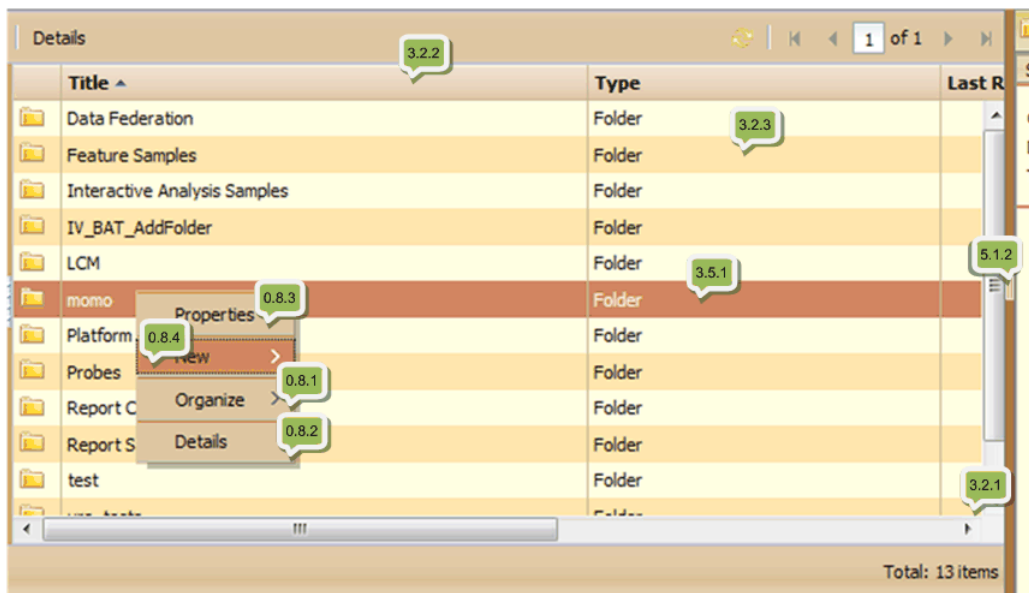 Details
1 of 1
3.2.2
Title Type Last R
Data Federation Folder
3.2.3
Feature Samples Folder
Interactive Analysis Samples Folder
IV_BAT_AddFolder Folder
5.1.2
LCM Folder
3.5.1
momo Folder
0.8.3
Properties
Platform Folder
0.8.4
New
Probes Folder
0.8.1
Report C Organize Folder
0.8.2
Report S Details Folder
test Folder
3.2.1
Folder
Total: 13 items